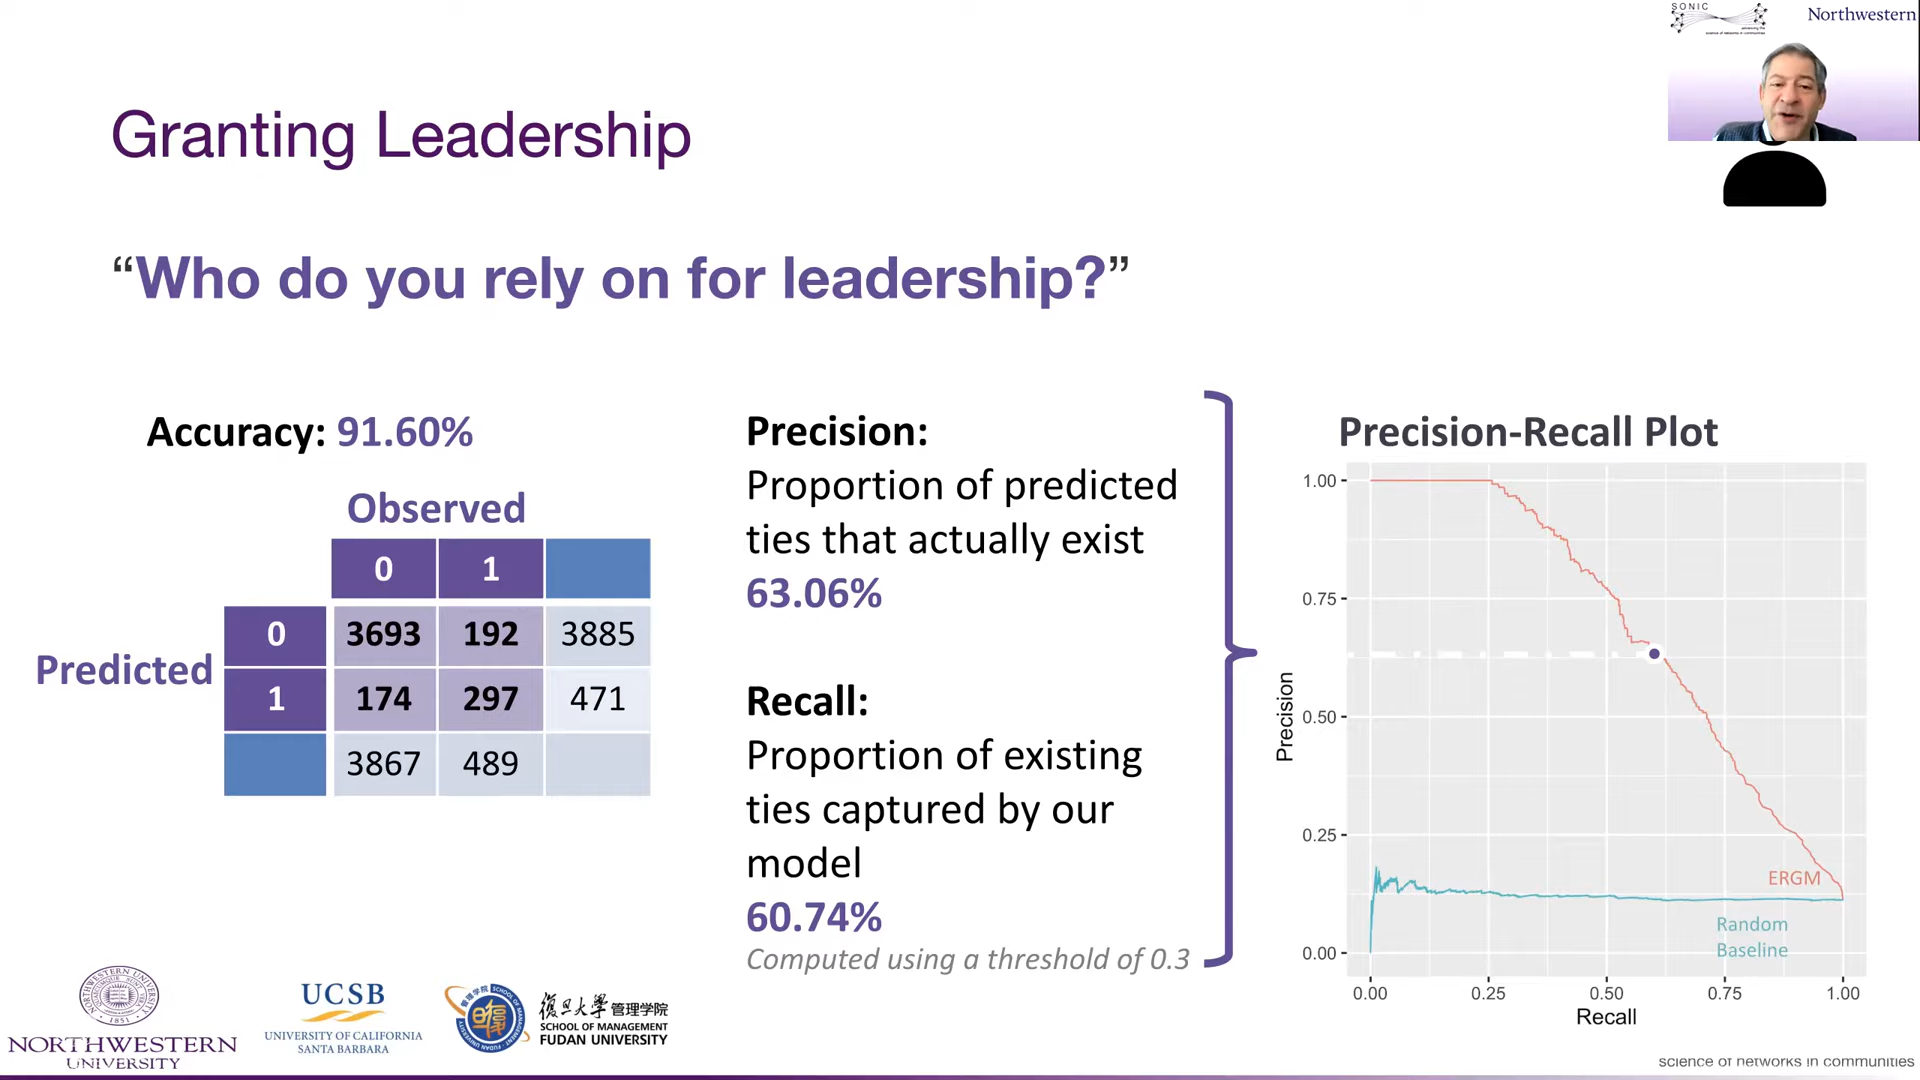 SONIC
Northwestern
Granting Leadership
“Who do you rely on for leadership?”
Accuracy: 91.60%
Observed
0 1
0 3693 192 3885
Predicted
1 174 297 471
3867 489
Precision:
Proportion of predicted
ties that actually exist
63.06%
Recall:
Proportion of existing
ties captured by our
model
60.74%
Computed using a threshold of 0.3
Precision-Recall Plot
1.00
0.75
0.50
0.25
0.00
Precision
ERGM
Random
Baseline
0.00 0.25 0.50 0.75 1.00
Recall
1851
NORTHWESTERN
UNIVERSITY
UCSB
UNIVERSITY OF CALIFORNIA
SANTA BARBARA
復旦大學 管理学院
SCHOOL OF MANAGEMENT
FUDAN UNIVERSITY
science of networks in communities